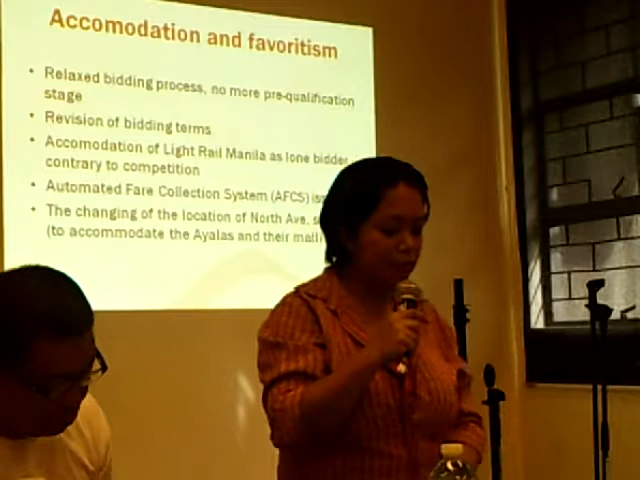 Accomodation and favoritism
• Relaxed bidding process, no more pre-qualification
stage
• Revision of bidding terms
• Accomodation of Light Rail Manila as lone bidder
contrary to competition
• Automated Fare Collection System (AFCS)
• The changing of the location of North Ave.
(to accommodate the Ayalas and their